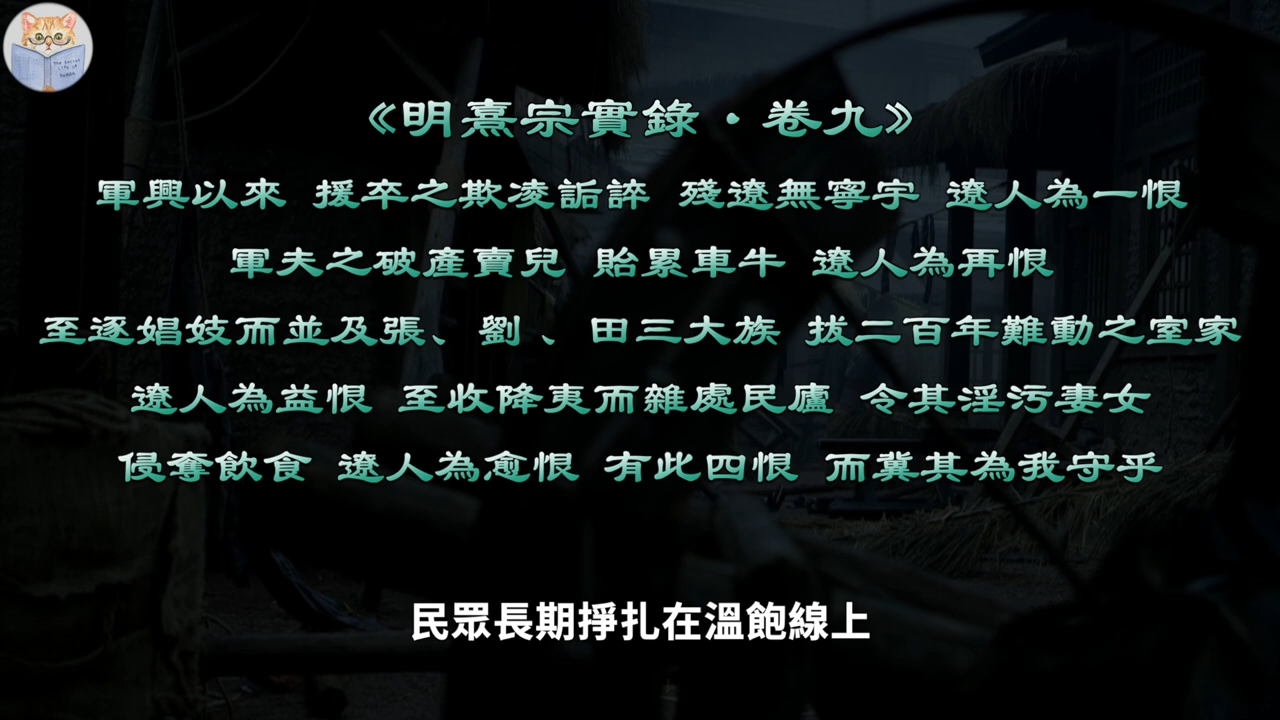 《明熹宗實錄·卷九》
軍興以來 援卒之欺凌詬誶 殘遼無寧宇 遼人為一恨
軍夫之破產賣兒 貽累車牛 遼人為再恨
至逐娼妓而並及張、劉、田三大族 拔二百年難動之室家
遼人為益恨 至收降夷而雜處民廬 令其淫污妻女
侵奪飲食 遼人為愈恨 有此四恨 而冀其為我守乎
民眾長期掙扎在溫飽線上
The Secret Life of